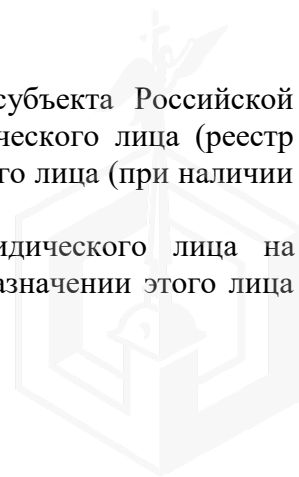 субъекта Российской
ческого лица (реестр
го лица (при наличии
идического лица на
азначении этого лица